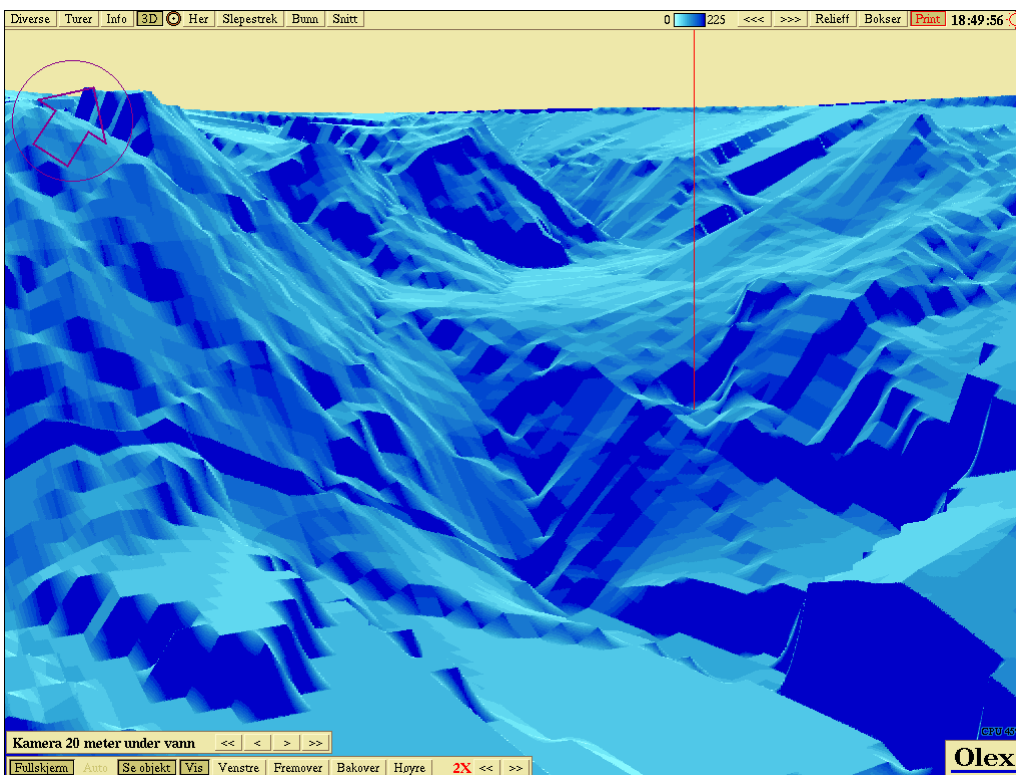 Diverse Turer Info 3D Her Slepestrek Bunn Snitt 0 225 <<< >>> Relieff Bokser Print 18:49:56
Kamera 20 meter under vann << < > >>
Fullskjerm Auto Se objekt Vis Venstre Fremover Bakover Høyre 2X << >>
Olex